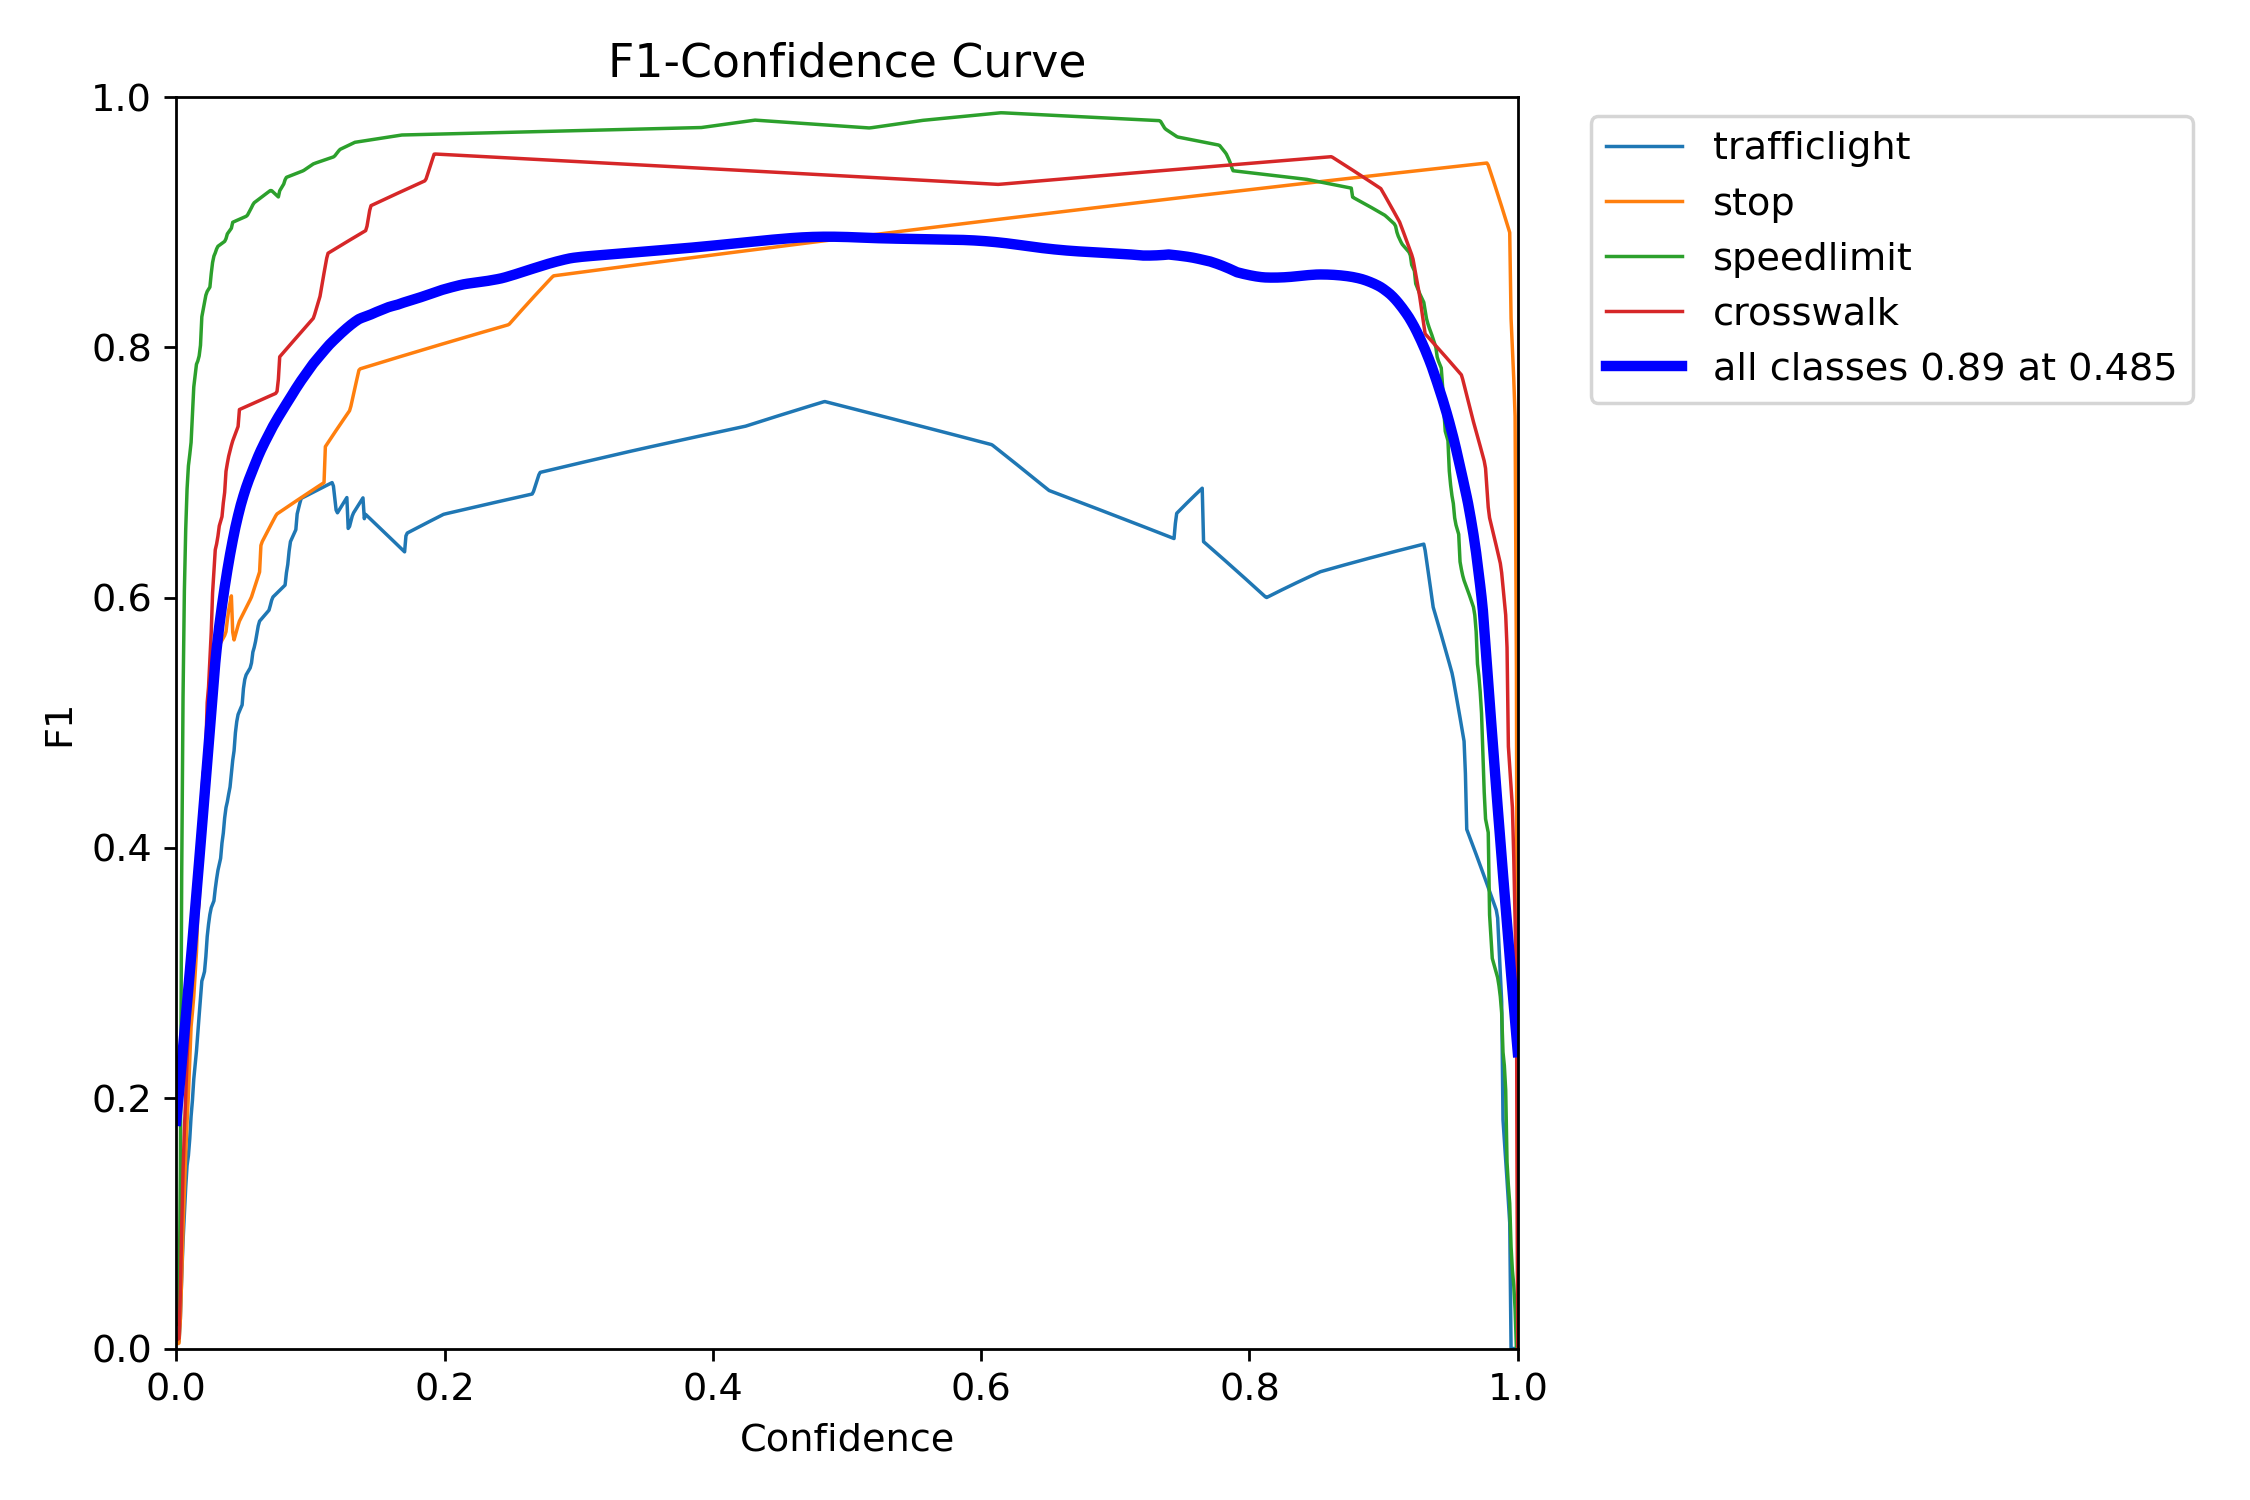 F1-Confidence Curve
1.0
0.8
0.6
0.4
0.2
0.0
F1
0.0 0.2 0.4 0.6 0.8 1.0
Confidence
trafficlight
stop
speedlimit
crosswalk
all classes 0.89 at 0.485